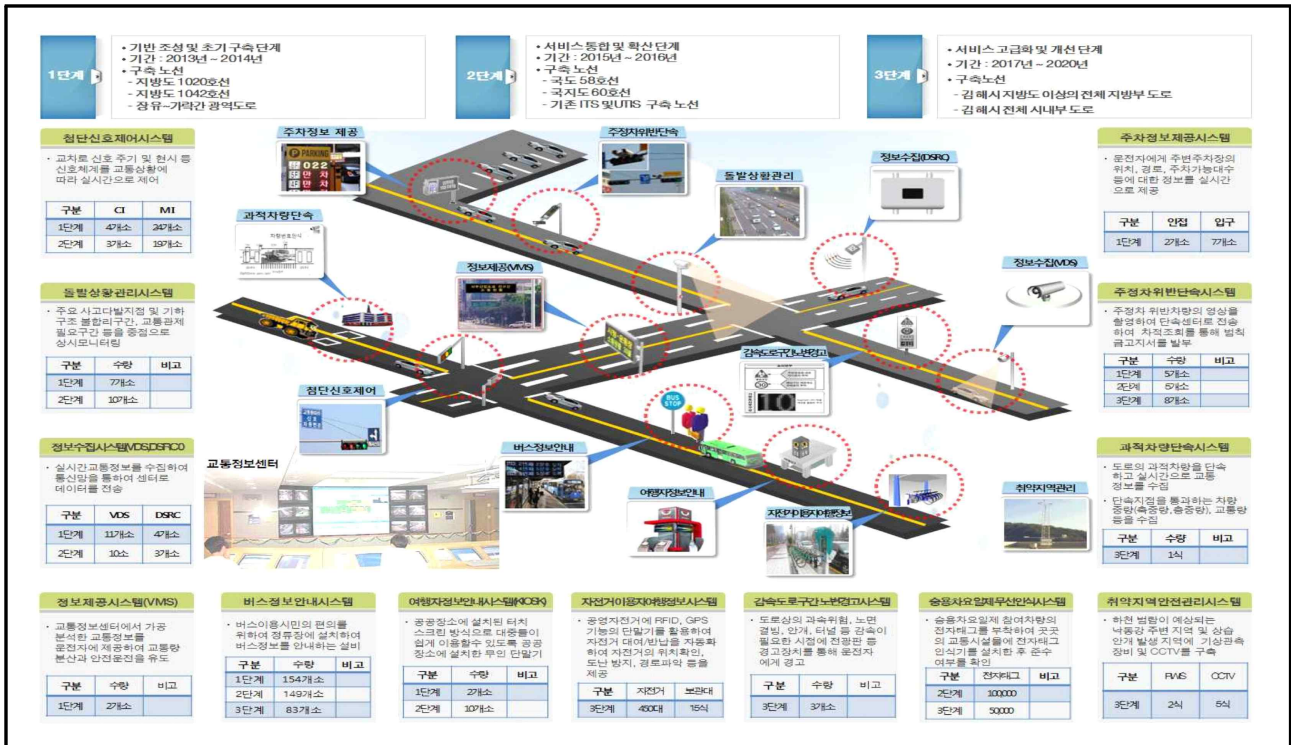 1단계
• 기반 조성 및 초기 구축 단계
• 기간 : 2013년 ~ 2014년
• 구축 노선
- 지방도 1020호선
- 지방도 1042호선
- 장유~가락간 광역도로
2단계
• 서비스 통합 및 확산 단계
• 기간 : 2015년 ~ 2016년
• 구축 노선
- 국도 58호선
- 국지도 60호선
- 기존 ITS 및 UTIS 구축 노선
3단계
• 서비스 고급화 및 개선 단계
• 기간 : 2017년 ~ 2020년
• 구축노선
- 김해시 지방도 이상의 전체 지방부 도로
- 김해시 전체 시내부 도로
첨단신호제어시스템
• 교차로 신호 주기 및 현시 등
신호체계를 교통상황에
따라 실시간으로 제어
구분 CI MI
1단계 4개소 24개소
2단계 3개소 19개소
돌발상황관리시스템
• 주요 사고다발지점 및 기하
구조 불합리구간, 교통관제
필요구간 등을 중점으로
상시모니터링
구분 수량 비고
1단계 7개소
2단계 10개소
정보수집시스템(VDS,DSRC)
• 실시간교통정보를 수집하여
통신망을 통하여 센터로
데이터를 전송
구분 VDS DSRC
1단계 11개소 4개소
2단계 10소 3개소
주차정보 제공
P PARKING
022
만 차
만 차
주정차위반단속
돌발상황관리
정보수집(DSRC)
과적차량단속
정보제공(VMS)
정보수집(VDS)
감속도로구간노변경고
첨단신호제어
BUS
STOP
버스정보안내
교통정보센터
여행자정보안내
자전거이용자여행정보
취약지역관리
주차정보제공시스템
• 운전자에게 주변주차장의
위치, 경로, 주차가능대수
등에 대한 정보를 실시간
으로 제공
구분 인접 입구
1단계 2개소 7개소
주정차위반단속시스템
• 주정차 위반차량의 영상을
촬영하여 단속센터로 전송
하여 차적조회를 통해 범칙
금고지서를 발부
구분 수량 비고
1단계 5개소
2단계 5개소
3단계 8개소
과적차량단속시스템
• 도로의 과적차량을 단속
하고 실시간으로 교통
정보를 수집
• 단속지점을 통과하는 차량
중량(축중량,총중량), 교통량
등을 수집
구분 수량 비고
3단계 1식
정보제공시스템(VMS)
• 교통정보센터에서 가공
분석한 교통정보를
운전자에 제공하여 교통량
분산과 안전운전을 유도
구분 수량 비고
1단계 2개소
버스정보안내시스템
• 버스이용시민의 편의를
위하여 정류장에 설치하여
버스정보를 안내하는 설비
구분 수량 비고
1단계 154개소
2단계 149개소
3단계 83개소
여행자정보안내시스템(KIOSK)
• 공공장소에 설치된 터치
스크린 방식으로 대중들이
쉽게 이용할수 있도록 공공
장소에 설치한 무인 단말기
구분 수량 비고
1단계 2개소
2단계 10개소
자전거이용자여행정보시스템
• 공영자전거에 RFID, GPS
기능의 단말기를 활용하여
자전거 대여/반납을 자동화
하여 자전거의 위치확인,
도난 방지, 경로파악 등을
제공
구분 자전거 보관대
3단계 450대 15식
감속도로구간노변경고시스템
• 도로상의 과속위험, 노면
결빙, 안개, 터널 등 감속이
필요한 시점에 전광판 등
경고장치를 통해 운전자
에게 경고
구분 수량 비고
3단계 3개소
승용차요일제무선인식시스템
• 승용차요일제 참여차량의
전자태그를 부착하여 곳곳
의 교통시설물에 전자태그
인식기를 설치한 후 준수
여부를 확인
구분 전자태그 비고
2단계 100,000
3단계 50,000
취약지역안전관리시스템
• 하천 범람이 예상되는
낙동강 주변 지역 및 상습
안개 발생 지역에 기상관측
장비 및 CCTV를 구축
구분 RWIS CCTV
3단계 2식 5식